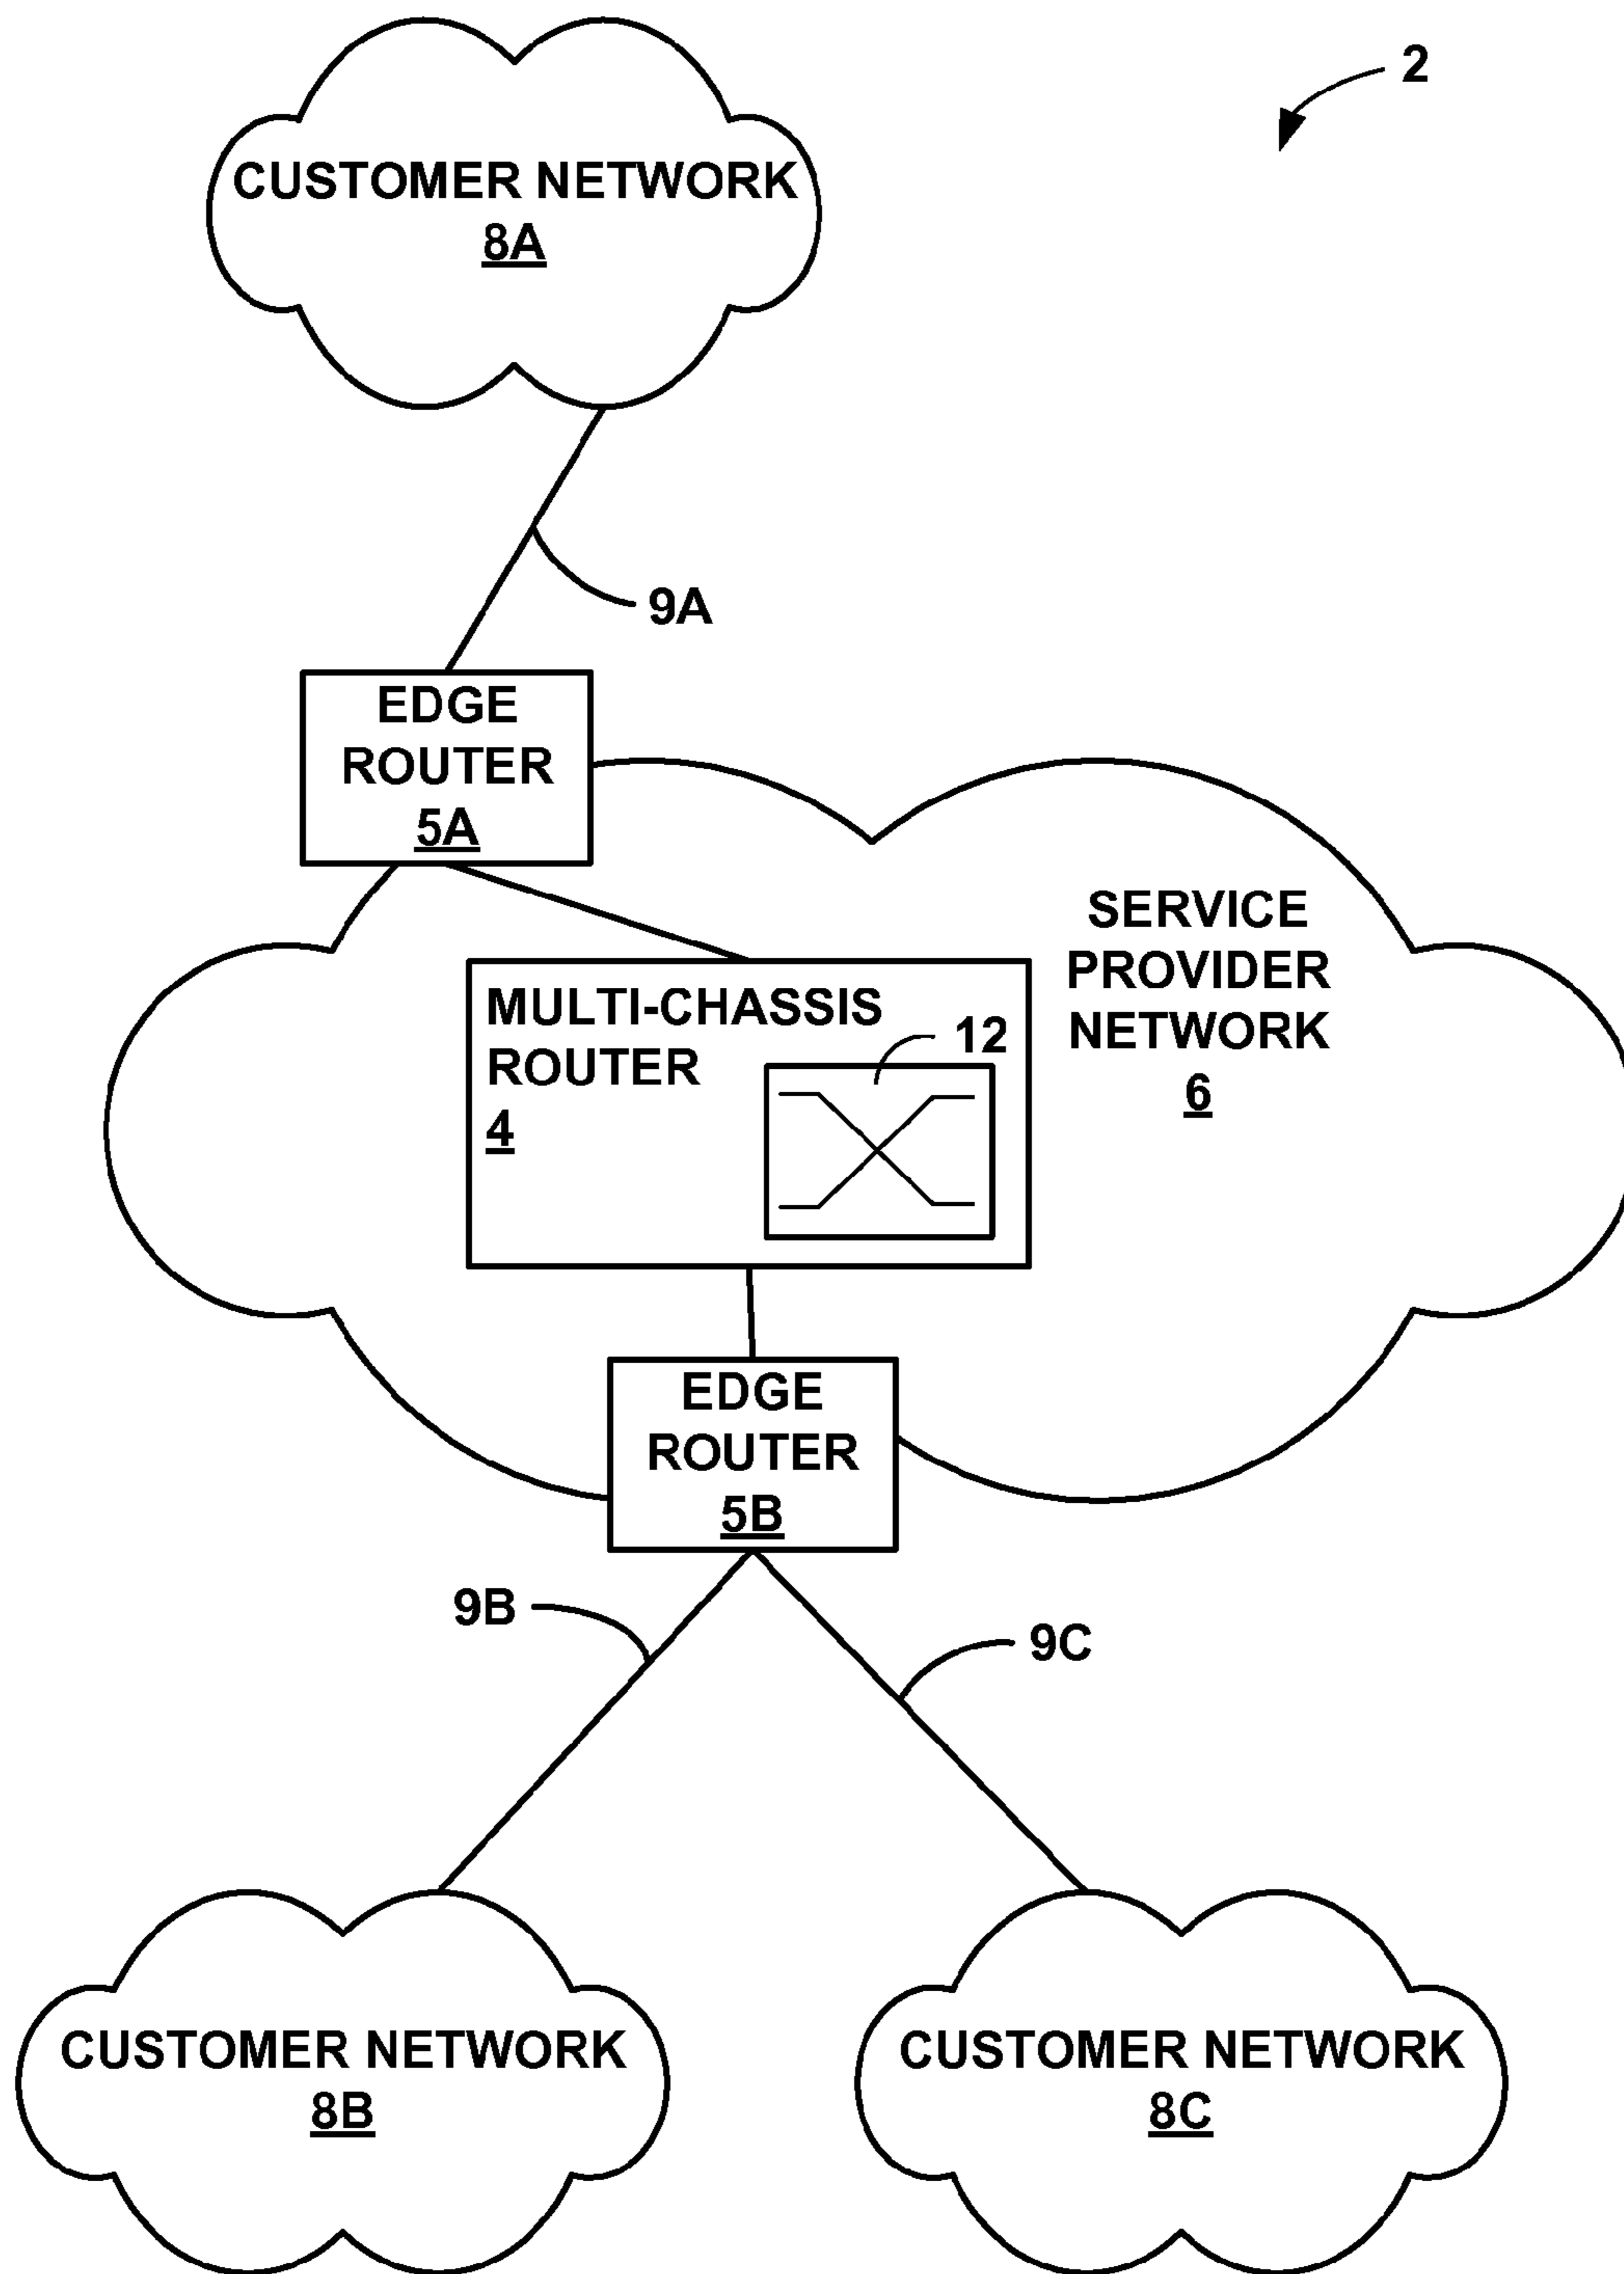 2
CUSTOMER NETWORK
8A
9A
EDGE
ROUTER
5A
SERVICE
PROVIDER
NETWORK
6
MULTI-CHASSIS
ROUTER
4
12
EDGE
ROUTER
5B
9B
9C
CUSTOMER NETWORK
8B
CUSTOMER NETWORK
8C